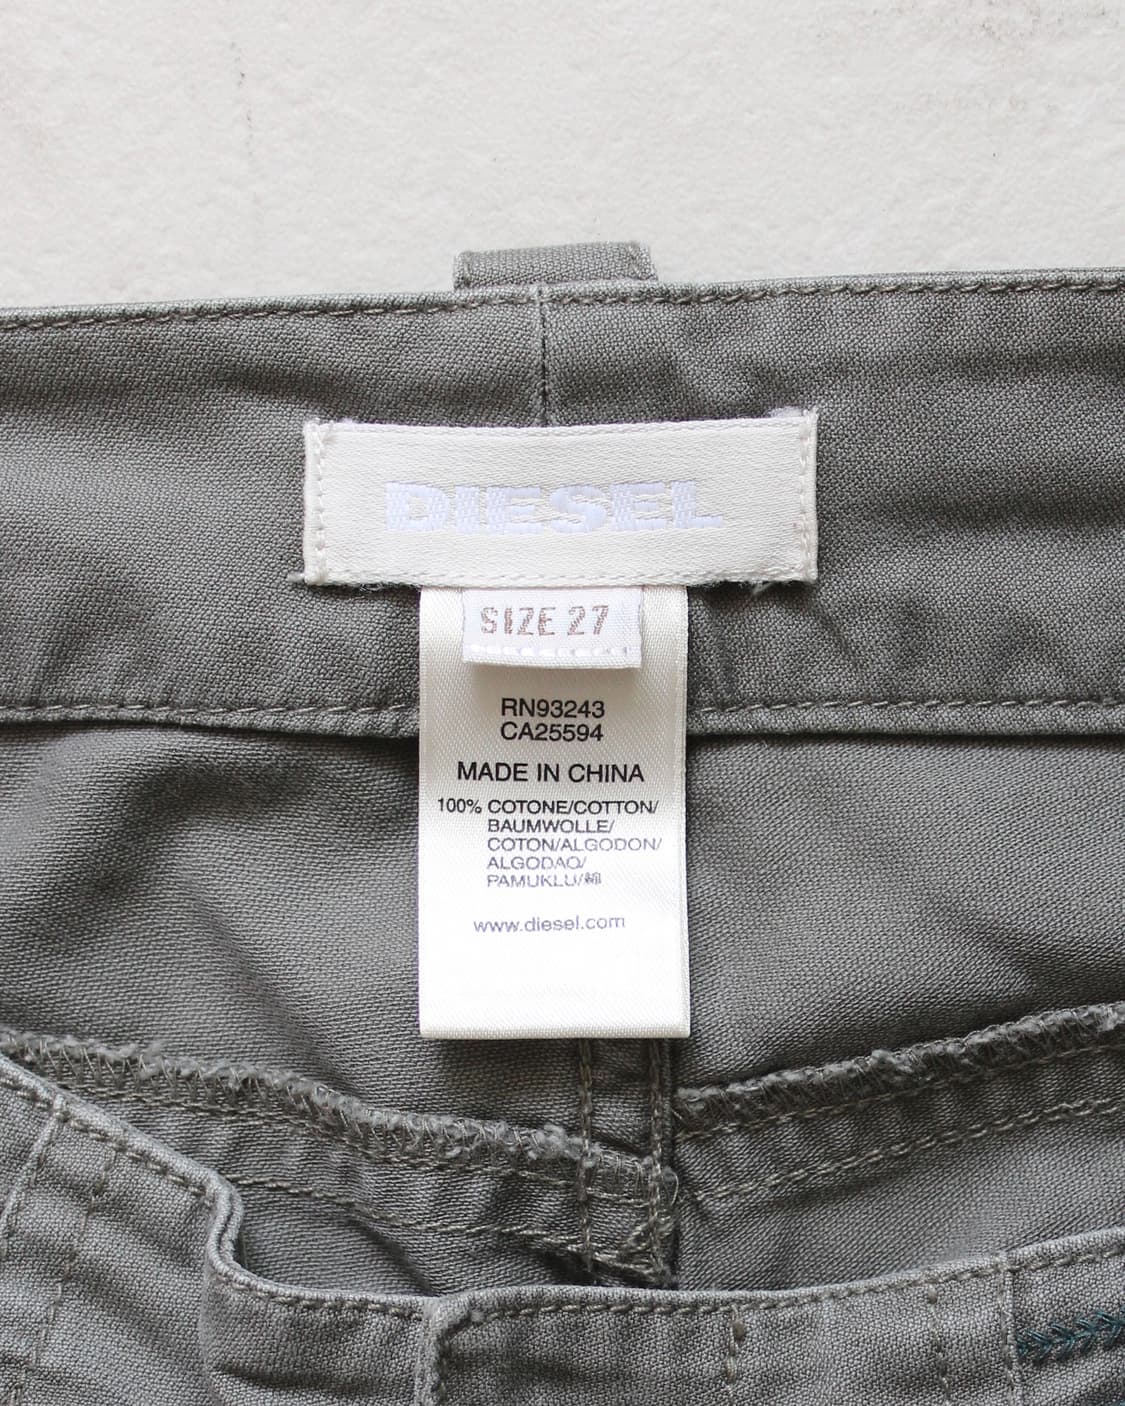 DIESEL
SIZE 27
RN93243
CA25594
MADE IN CHINA
100% COTONE/COTTON/
BAUMWOLLE/
COTON/ALGODON/
ALGODAO/
PAMUKLU/綿
www.diesel.com